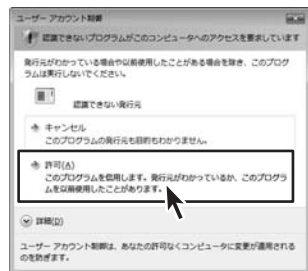 ユーザー アカウント制御
認識できないプログラムがこのコンピュータへのアクセスを要求しています
発行元がわかっている場合や以前使用したことがある場合を除き、このプログ
ラムは実行しないでください。
認識できない発行元
キャンセル
このプログラムの発行元も目的もわかりません。
許可(A)
このプログラムを信用します。発行元がわかっているか、このプログラ
ムを以前使用したことがあります。
詳細(D)
ユーザー アカウント制御は、あなたの許可なくコンピュータに変更が適用される
のを防ぎます。